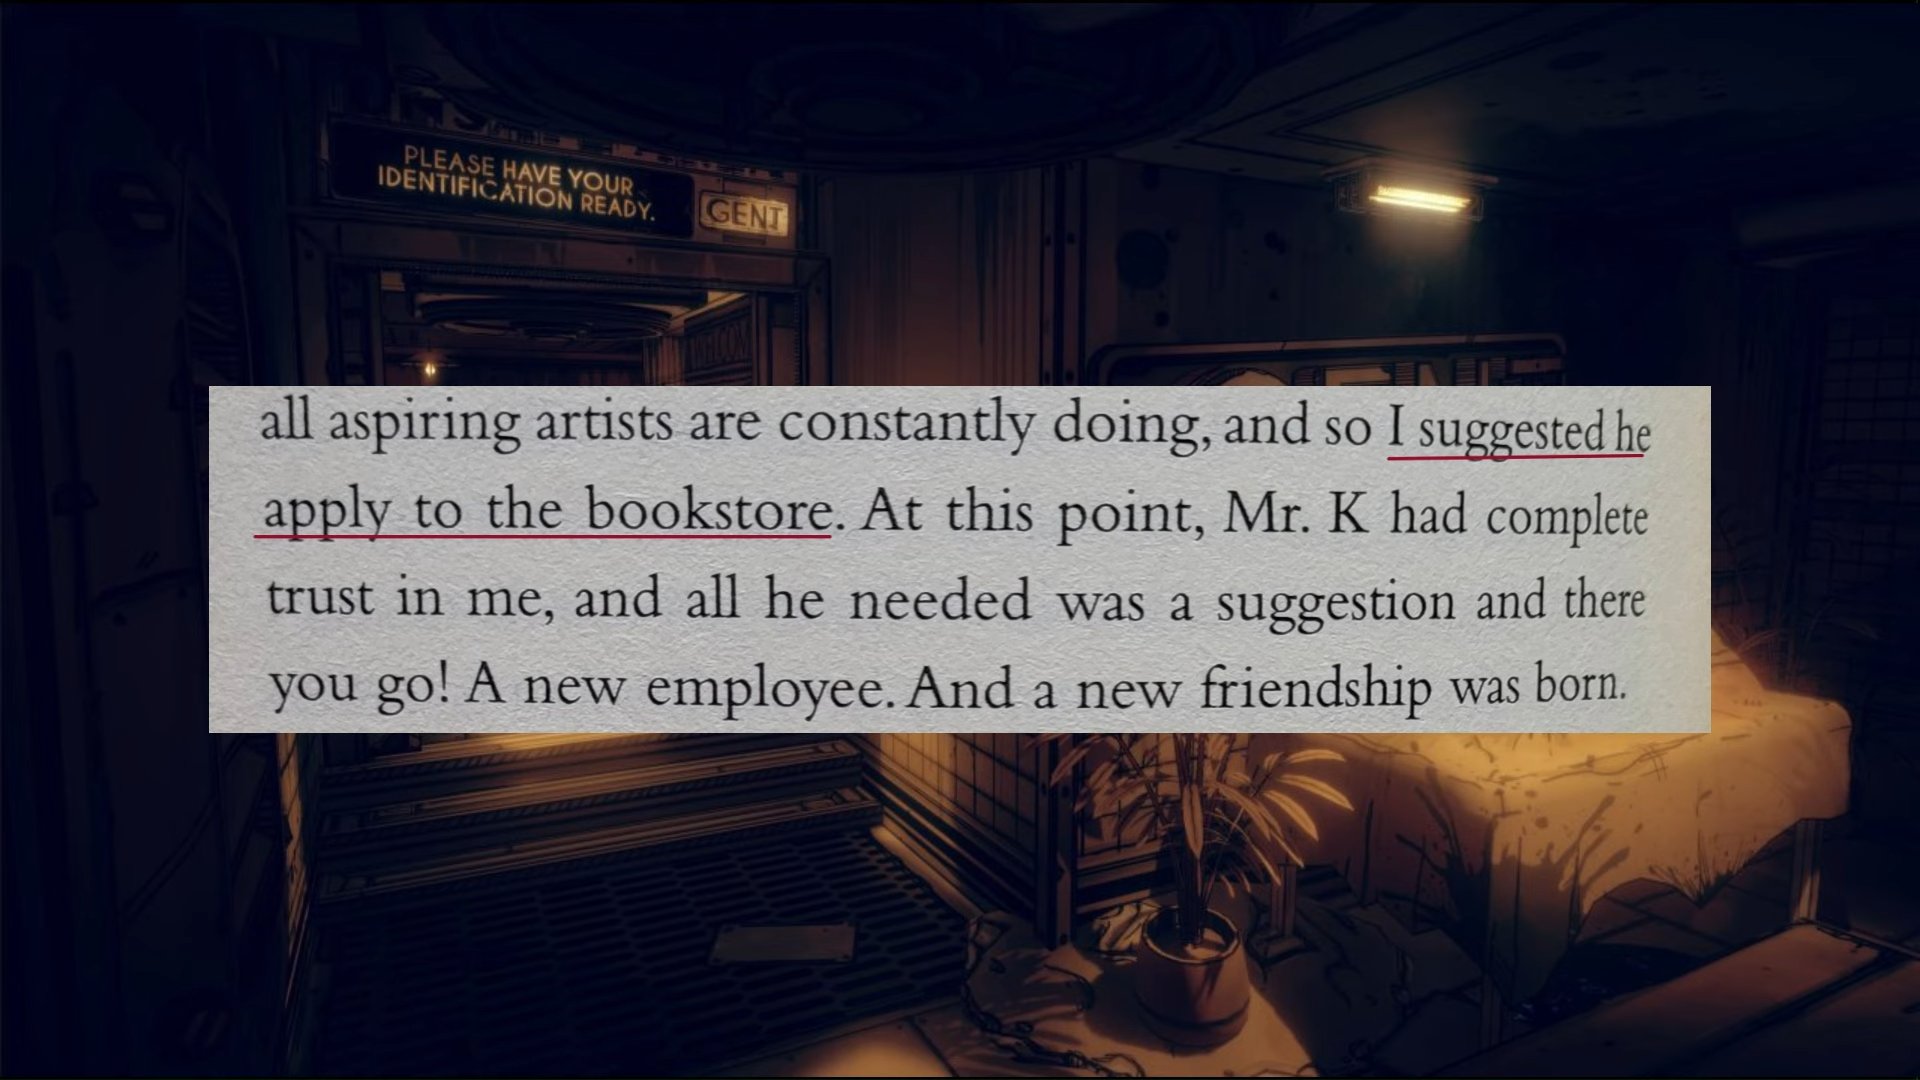 PLEASE HAVE YOUR
IDENTIFICATION READY.
GENT
all aspiring artists are constantly doing, and so I suggested he
apply to the bookstore. At this point, Mr. K had complete
trust in me, and all he needed was a suggestion and there
you go! A new employee. And a new friendship was born.